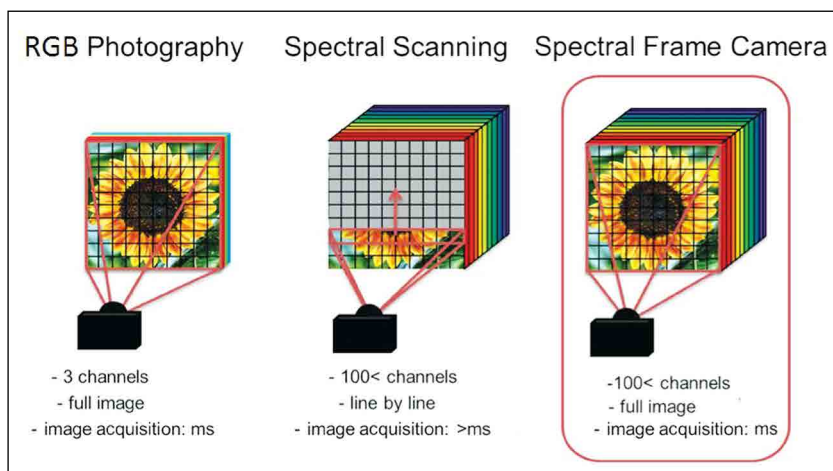 RGB Photography
Spectral Scanning
Spectral Frame Camera
- 3 channels
- full image
- image acquisition: ms
- 100< channels
- line by line
- image acquisition: >ms
-100< channels
- full image
- image acquisition: ms